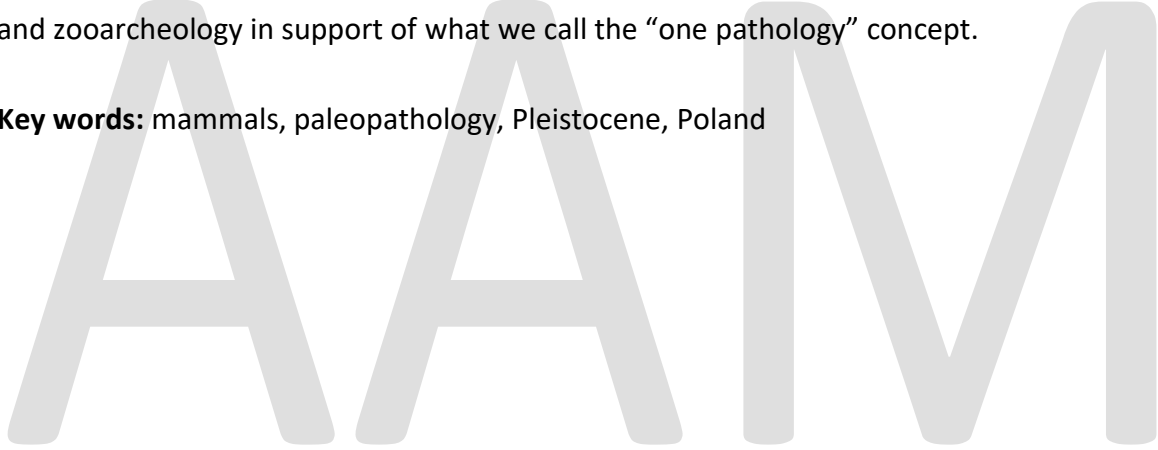 and zooarcheology in support of what we call the “one pathology” concept.
Key words: mammals, paleopathology, Pleistocene, Poland
AAM